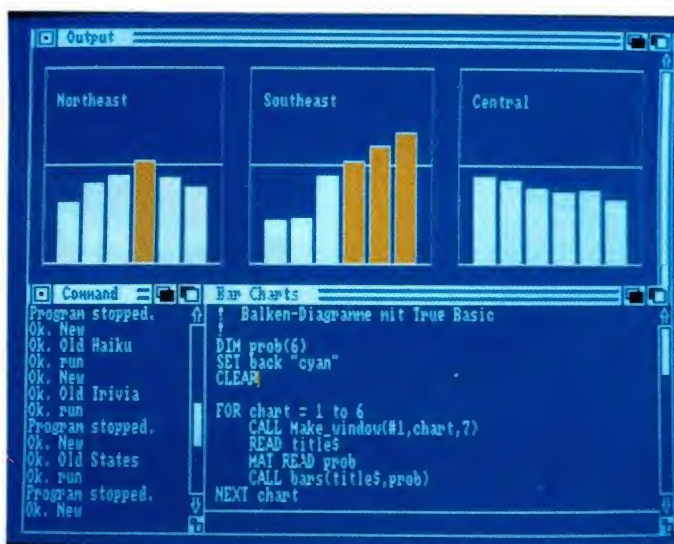 Output
Northeast
Southeast
Central
Command
Program stopped.
Ok. New
Ok. Old Haiku
Ok. run
Ok. New
Ok. Old Trivia
Ok. run
Program stopped.
Ok. New
Ok. Old States
Ok. run
Program stopped.
Ok. New
Bar Charts
! Balken-Diagramme mit True Basic
!
DIM prob(6)
SET back "cyan"
CLEAR
FOR chart = 1 to 6
CALL Make_window(#1,chart,7)
READ title$
MAT READ prob
CALL bars(title$,prob)
NEXT chart